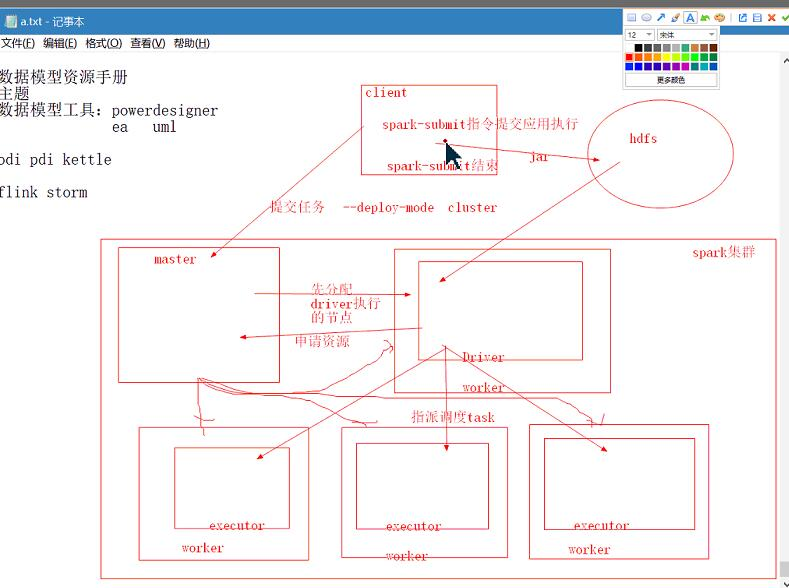 a.txt - 记事本
文件(F) 编辑(E) 格式(O) 查看(V) 帮助(H)
12 宋体
更多颜色
数据模型资源手册
主题
数据模型工具：powerdesigner
ea uml
odi pdi kettle
flink storm
client
spark-submit指令提交应用执行
spark-submit结束
jar
hdfs
提交任务 --deploy-mode cluster
spark集群
master
先分配
driver执行
的节点
申请资源
Driver
worker
指派调度task
executor
worker
executor
worker
executor
worker